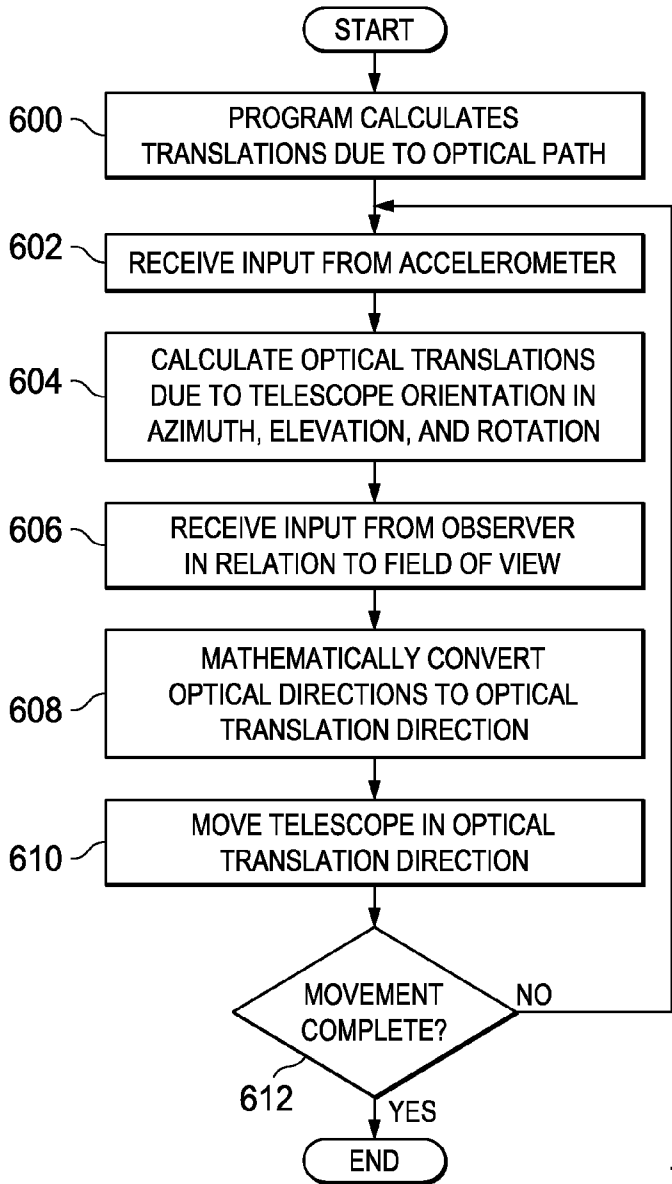 START
600
PROGRAM CALCULATES
TRANSLATIONS DUE TO OPTICAL PATH
602
RECEIVE INPUT FROM ACCELEROMETER
604
CALCULATE OPTICAL TRANSLATIONS
DUE TO TELESCOPE ORIENTATION IN
AZIMUTH, ELEVATION, AND ROTATION
606
RECEIVE INPUT FROM OBSERVER
IN RELATION TO FIELD OF VIEW
608
MATHEMATICALLY CONVERT
OPTICAL DIRECTIONS TO OPTICAL
TRANSLATION DIRECTION
610
MOVE TELESCOPE IN OPTICAL
TRANSLATION DIRECTION
MOVEMENT
COMPLETE?
NO
612
YES
END